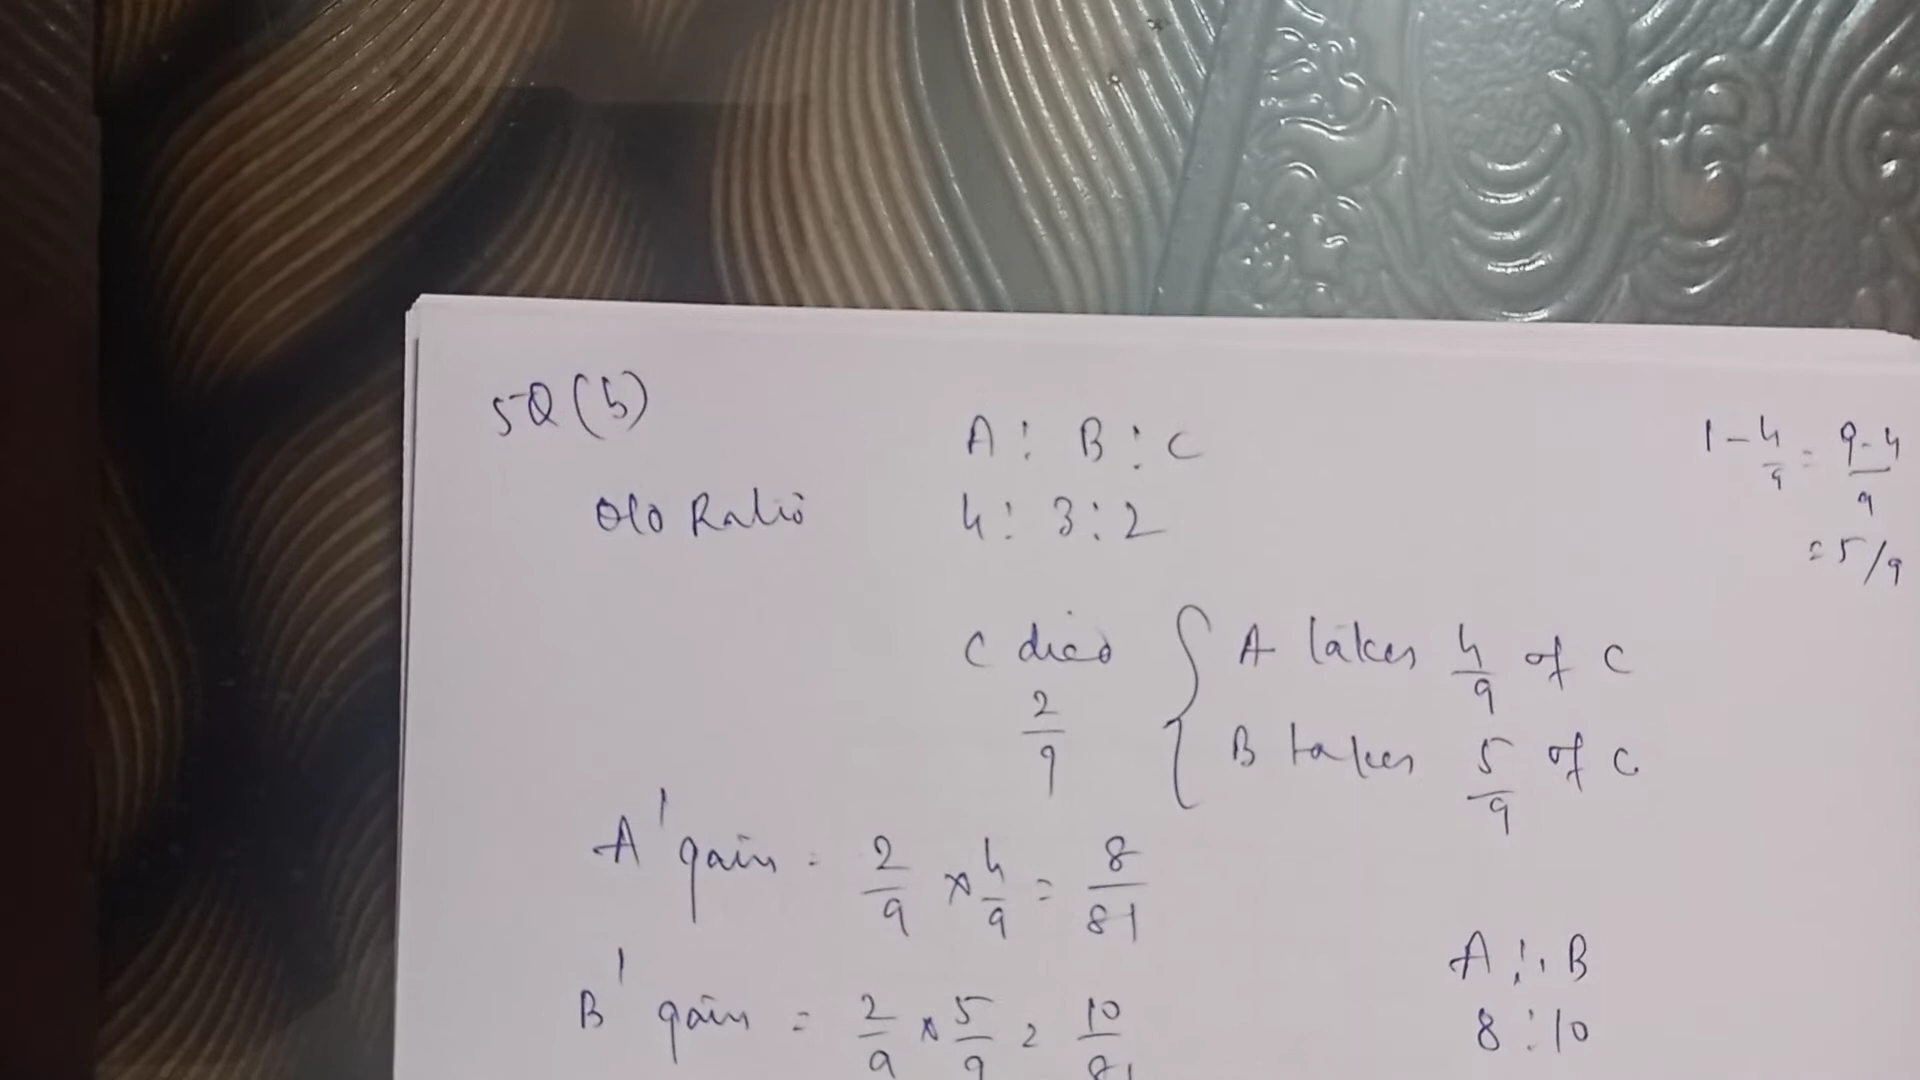 5Q (b)
A : B : C
Old Ratio 4 : 3 : 2
1 - 4/9 = 9-4/9
= 5/9
C died 2/9 { A takes 4/9 of C
B takes 5/9 of C
A' gain = 2/9 × 4/9 = 8/81
B' gain = 2/9 × 5/9 = 10/81
A : B
8 : 10